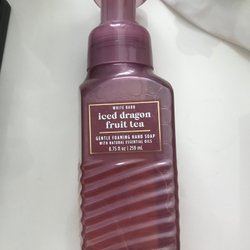 WHITE BARN
iced dragon
fruit tea
GENTLE FOAMING HAND SOAP
WITH NATURAL ESSENTIAL OILS
8.75 fl oz / 259 mL